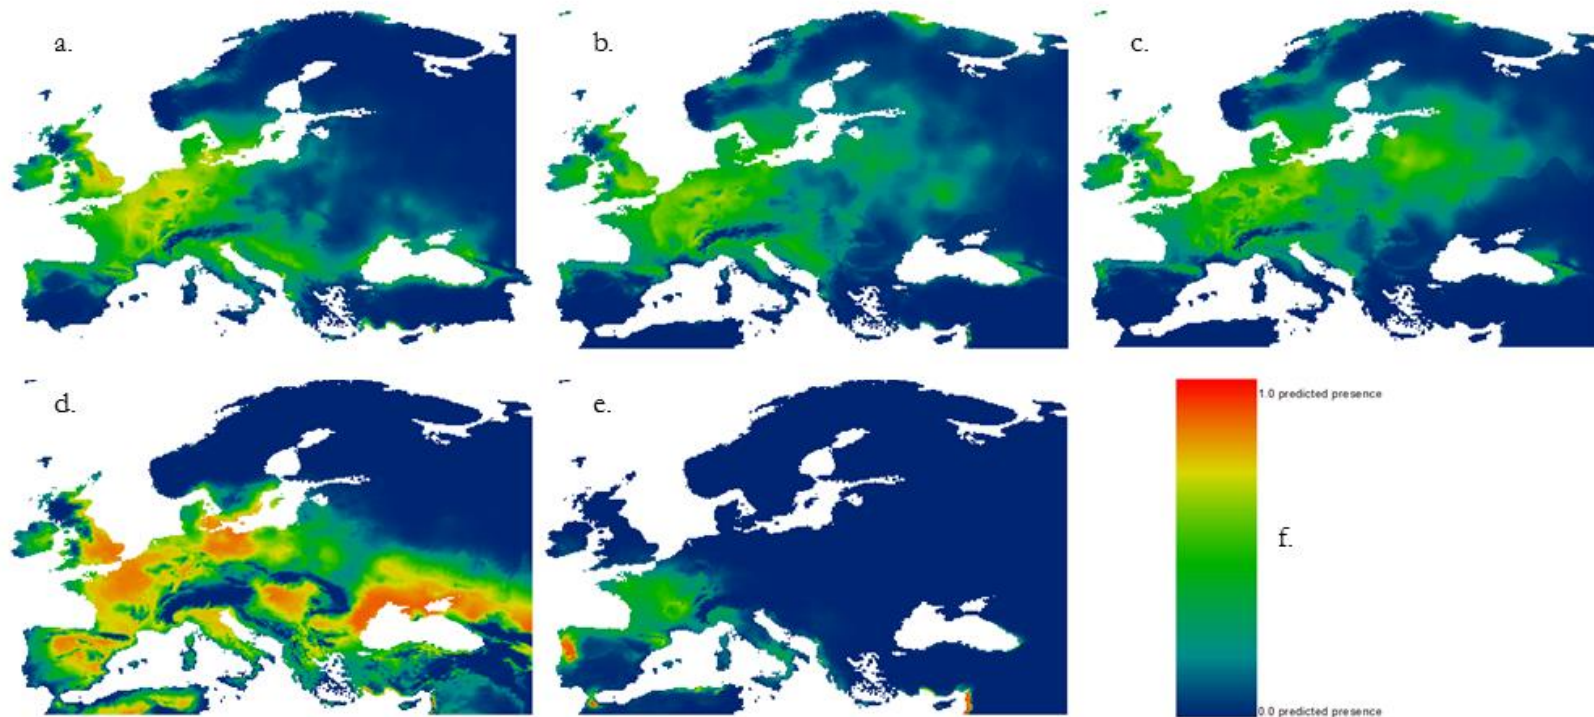 a.
b.
c.
d.
e.
1.0 predicted presence
f.
0.0 predicted presence